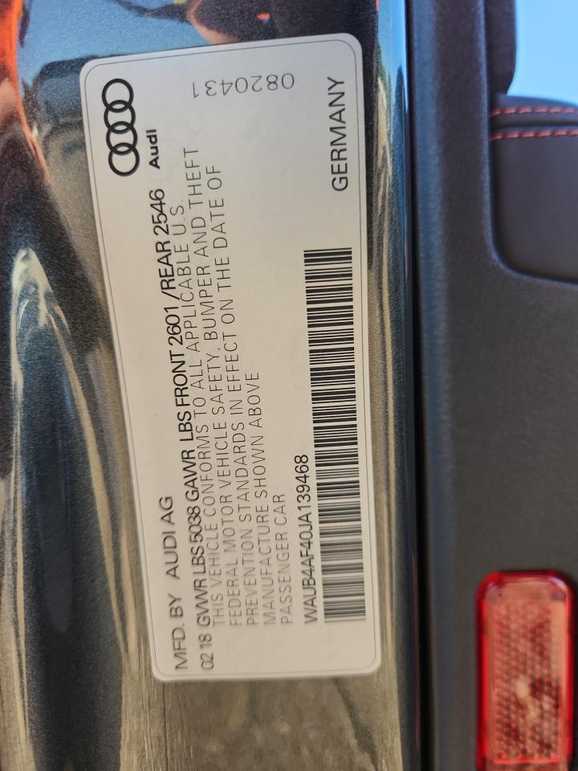 MFD. BY AUDI AG
Audi
02 18 GVWR LBS 5038 GAWR LBS FRONT 2601 / REAR 2546
THIS VEHICLE CONFORMS TO ALL APPLICABLE U.S.
FEDERAL MOTOR VEHICLE SAFETY, BUMPER AND THEFT
PREVENTION STANDARDS IN EFFECT ON THE DATE OF
MANUFACTURE SHOWN ABOVE
0820431
PASSENGER CAR
WAUB4AF40JA139468
GERMANY